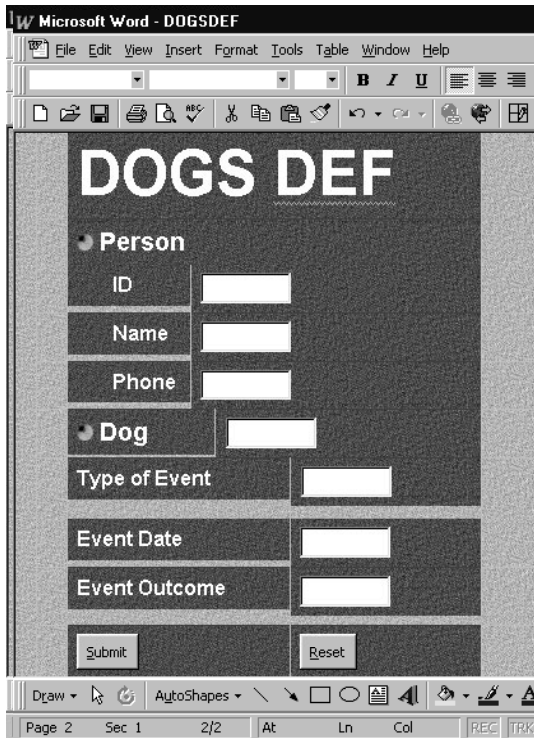 Microsoft Word - DOGSDEF
File Edit View Insert Format Tools Table Window Help
B I U
DOGS DEF
Person
ID
Name
Phone
Dog
Type of Event
Event Date
Event Outcome
Submit Reset
Draw AutoShapes
Page 2 Sec 1 2/2 At Ln Col REC TRK